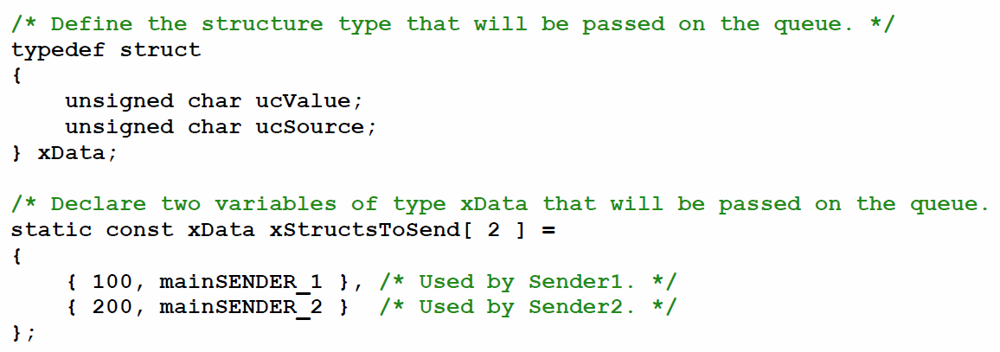 /* Define the structure type that will be passed on the queue. */
typedef struct
{
    unsigned char ucValue;
    unsigned char ucSource;
} xData;

/* Declare two variables of type xData that will be passed on the queue.
static const xData xStructsToSend[ 2 ] =
{
    { 100, mainSENDER_1 }, /* Used by Sender1. */
    { 200, mainSENDER_2 }  /* Used by Sender2. */
};